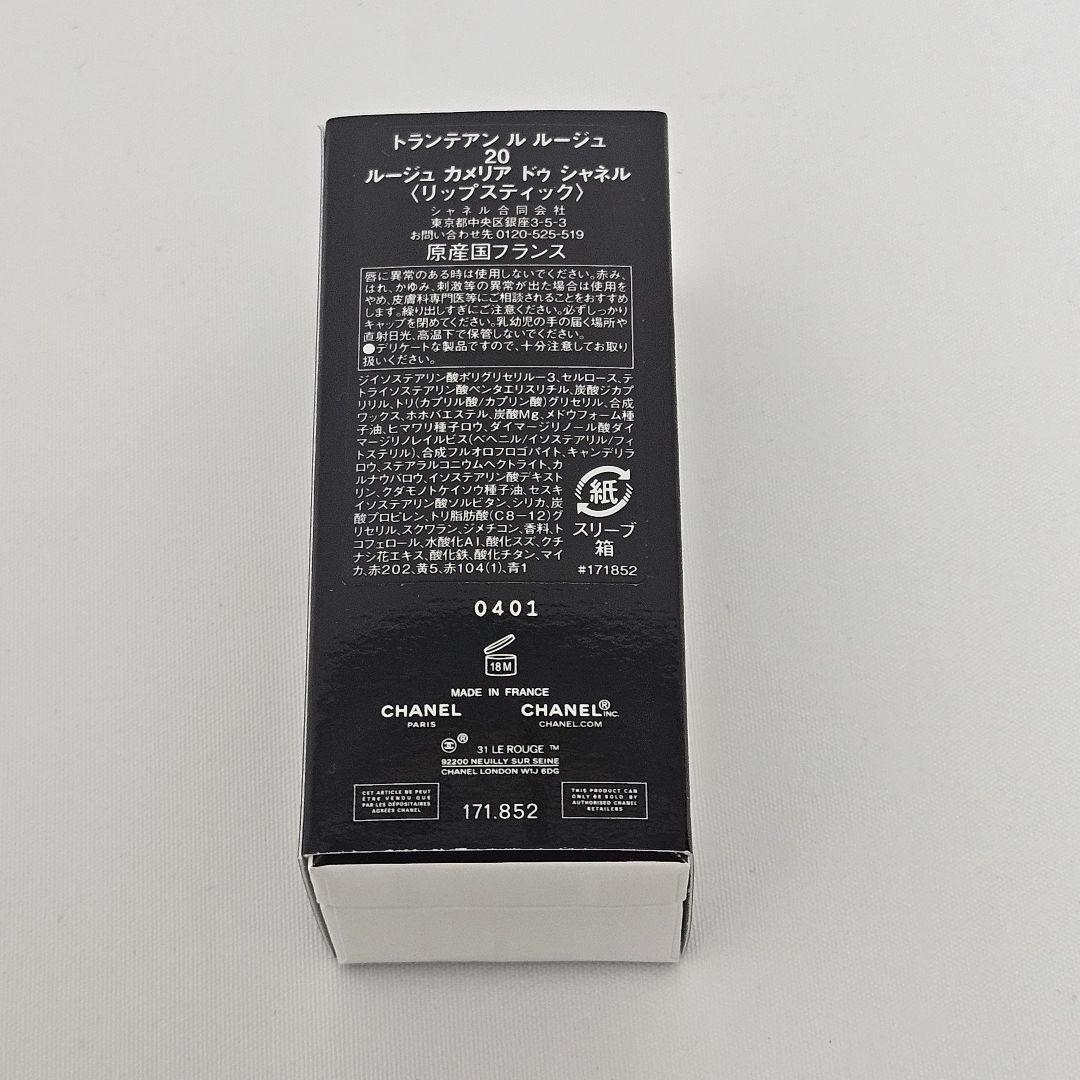 トランテアン ル ルージュ
20
ルージュ カメリア ドゥ シャネル
〈リップスティック〉
シャネル合同会社
東京都中央区銀座3-5-3
お問い合わせ先 0120-525-519
原産国フランス
唇に異常のある時は使用しないでください。赤み、
はれ、かゆみ、刺激等の異常が出た場合は使用を
やめ、皮膚科専門医等にご相談されることをおすすめ
します。繰り出しすぎにご注意ください。必ずしっかり
キャップを閉めてください。乳幼児の手の届く場所や
直射日光、高温下で保管しないでください。
●デリケートな製品ですので、十分注意してお取り
扱いください。
ジイソステアリン酸ポリグリセリル-3、セルロース、テ
トライソステアリン酸ペンタエリスリチル、炭酸ジカプ
リリル、トリ(カプリル酸/カプリン酸)グリセリル、合成
ワックス、ホホバエステル、炭酸Mg、メドウフォーム種
子油、ヒマワリ種子ロウ、ダイマージリノール酸ダイ
マージリノレイルビス(ベヘニル/イソステアリル/フィ
トステリル)、合成フルオロフロゴパイト、キャンデリラ
ロウ、ステアラルコニウムヘクトライト、カ
ルナウバロウ、イソステアリン酸デキスト
リン、クダモノトケイソウ種子油、セスキ
イソステアリン酸ソルビタン、シリカ、炭
酸プロピレン、トリ脂肪酸(C8-12)グ
リセリル、スクワラン、ジメチコン、香料、ト
コフェロール、水酸化Al、酸化スズ、クチ
ナシ花エキス、酸化鉄、酸化チタン、マイ
カ、赤202、黄5、赤104(1)、青1
紙
スリーブ
箱
#171852
0401
18M
MADE IN FRANCE
CHANEL
PARIS
CHANEL® INC.
CHANEL.COM
® 31 LE ROUGE ™
92200 NEUILLY SUR SEINE
CHANEL LONDON W1J 6DG
CET ARTICLE NE PEUT
ÊTRE VENDU QUE
PAR LES DÉPOSITAIRES
AGRÉÉS CHANEL
171.852
THIS PRODUCT CAN
ONLY BE SOLD BY
AUTHORISED CHANEL
RETAILERS